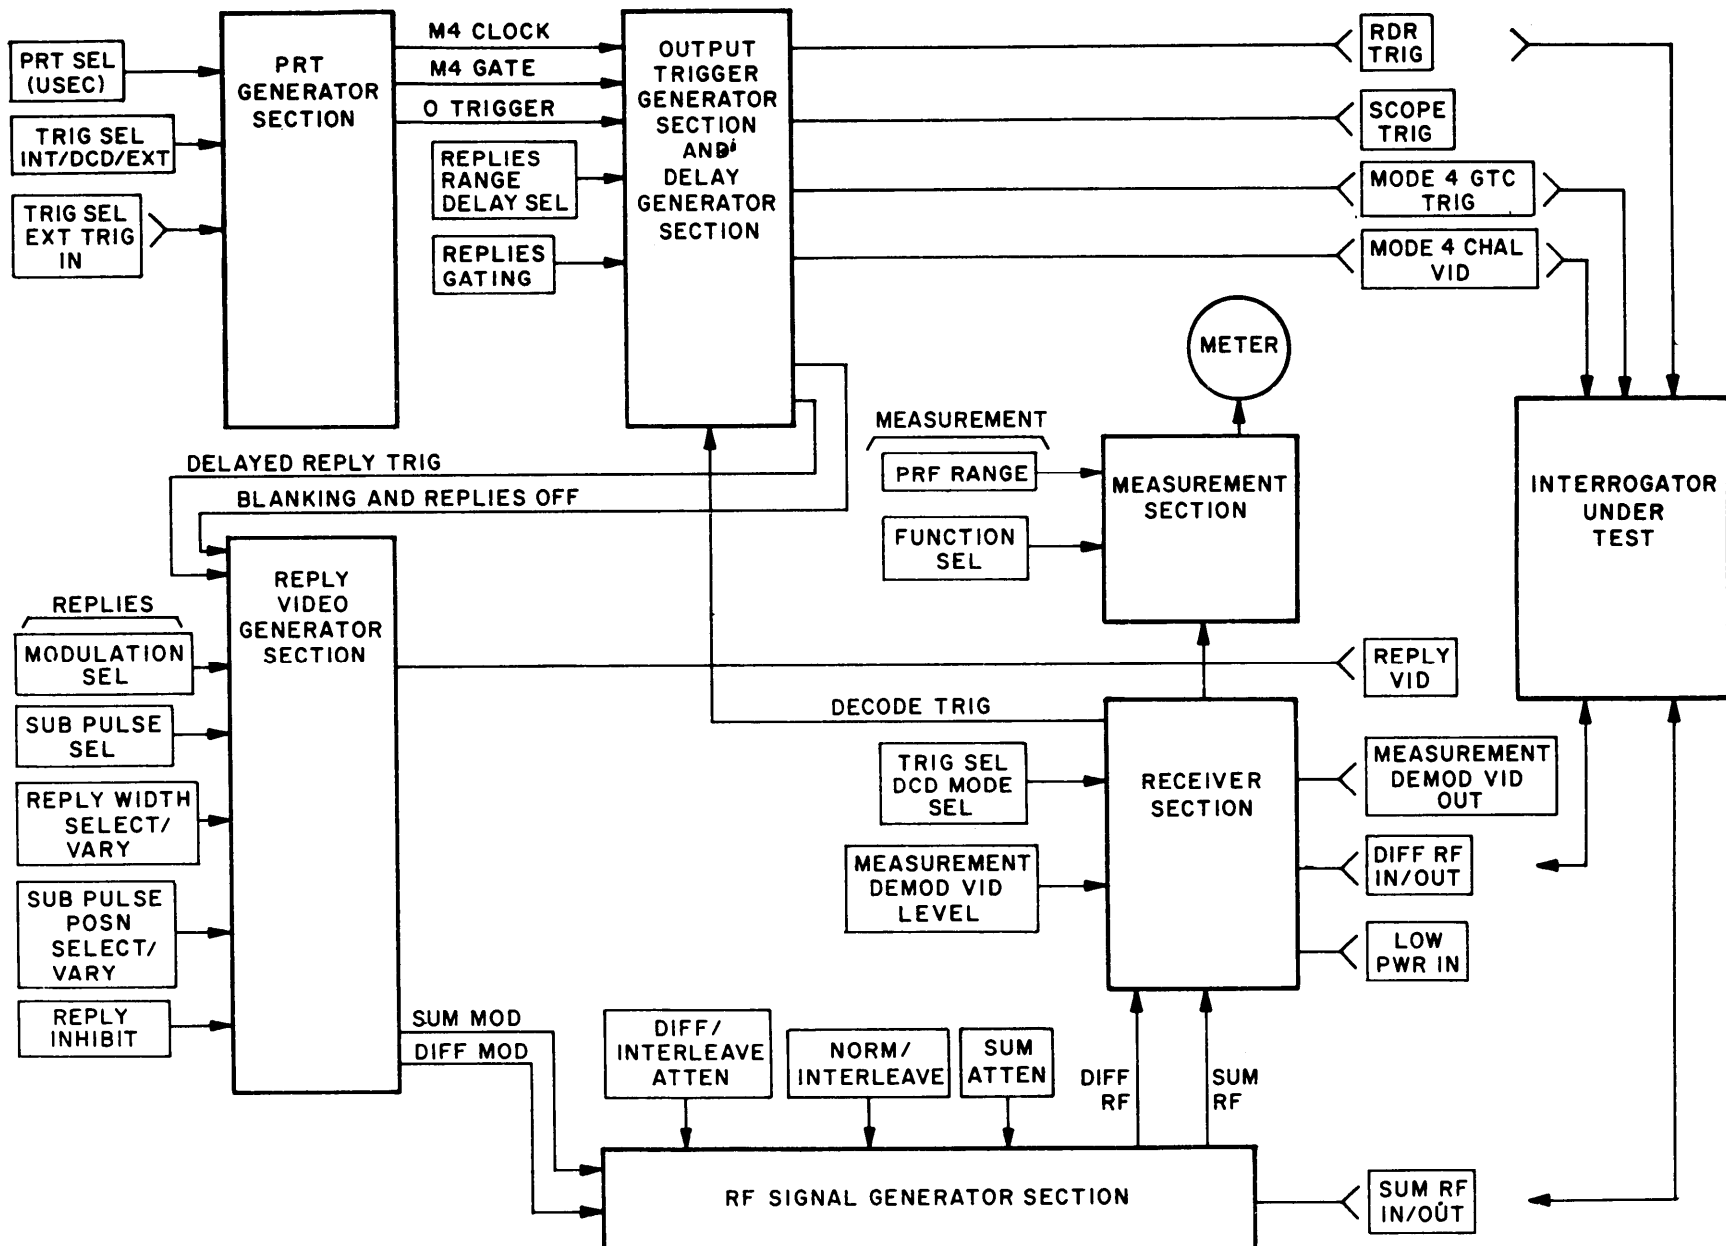 PRT SEL
(USEC)
TRIG SEL
INT/DCD/EXT
TRIG SEL
EXT TRIG
IN
PRT
GENERATOR
SECTION
M4 CLOCK
M4 GATE
O TRIGGER
REPLIES
RANGE
DELAY SEL
REPLIES
GATING
OUTPUT
TRIGGER
GENERATOR
SECTION
AND
DELAY
GENERATOR
SECTION
RDR
TRIG
SCOPE
TRIG
MODE 4 GTC
TRIG
MODE 4 CHAL
VID
METER
MEASUREMENT
PRF RANGE
FUNCTION
SEL
MEASUREMENT
SECTION
INTERROGATOR
UNDER
TEST
DELAYED REPLY TRIG
BLANKING AND REPLIES OFF
REPLIES
MODULATION
SEL
SUB PULSE
SEL
REPLY WIDTH
SELECT/
VARY
SUB PULSE
POSN
SELECT/
VARY
REPLY
INHIBIT
REPLY
VIDEO
GENERATOR
SECTION
REPLY
VID
DECODE TRIG
TRIG SEL
DCD MODE
SEL
MEASUREMENT
DEMOD VID
LEVEL
RECEIVER
SECTION
MEASUREMENT
DEMOD VID
OUT
DIFF RF
IN/OUT
LOW
PWR IN
SUM MOD
DIFF MOD
DIFF/
INTERLEAVE
ATTEN
NORM/
INTERLEAVE
SUM
ATTEN
DIFF
RF
SUM
RF
RF SIGNAL GENERATOR SECTION
SUM RF
IN/OUT